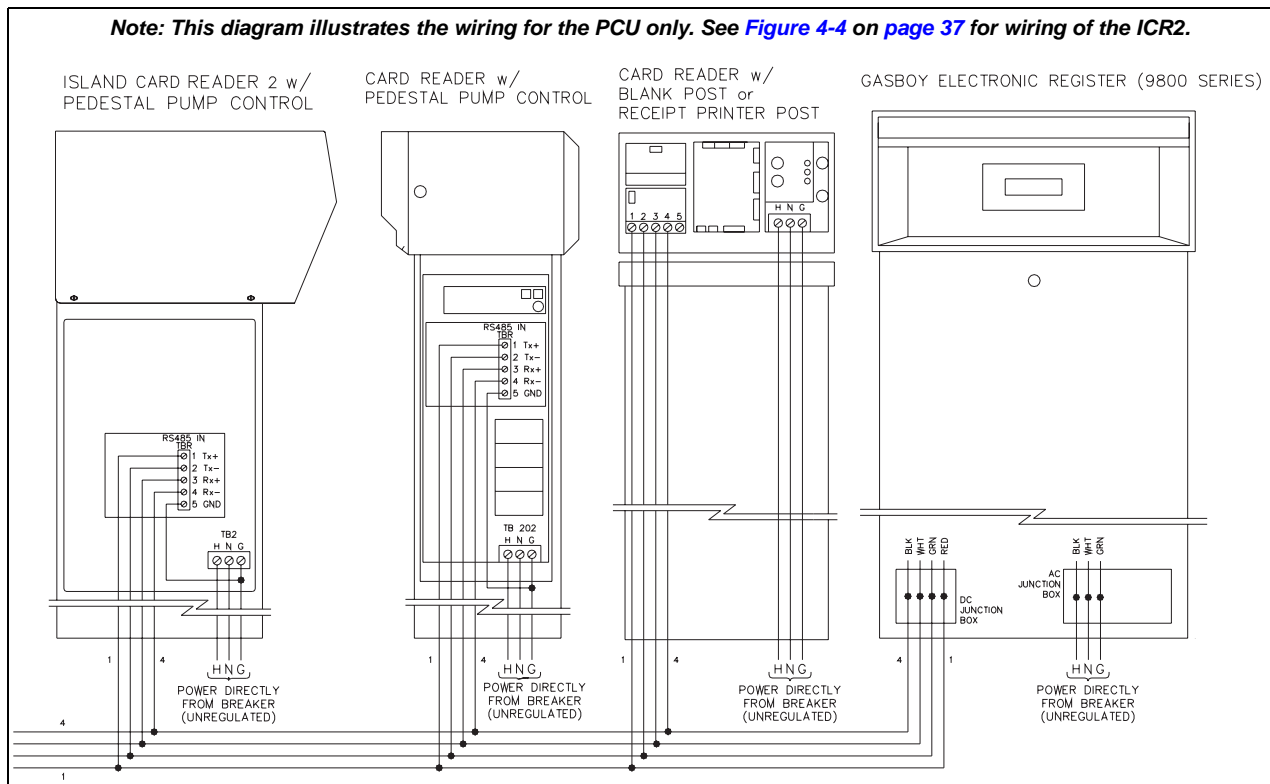 Note: This diagram illustrates the wiring for the PCU only. See Figure 4-4 on page 37 for wiring of the ICR2.
ISLAND CARD READER 2 w/
PEDESTAL PUMP CONTROL
CARD READER w/
PEDESTAL PUMP CONTROL
CARD READER w/
BLANK POST or
RECEIPT PRINTER POST
GASBOY ELECTRONIC REGISTER (9800 SERIES)
1 2 3 4 5
H N G
RS485 IN
TBR
1 Tx+
2 Tx-
3 Rx+
4 Rx-
5 GND
RS485 IN
TBR
1 Tx+
2 Tx-
3 Rx+
4 Rx-
5 GND
TB2
H N G
TB 202
H N G
BLK
WHT
GRN
RED
DC
JUNCTION
BOX
BLK
WHT
GRN
AC
JUNCTION
BOX
1
4
H N G
POWER DIRECTLY
FROM BREAKER
(UNREGULATED)
1
4
H N G
POWER DIRECTLY
FROM BREAKER
(UNREGULATED)
1
4
H N G
POWER DIRECTLY
FROM BREAKER
(UNREGULATED)
4
1
H N G
POWER DIRECTLY
FROM BREAKER
(UNREGULATED)
4
1